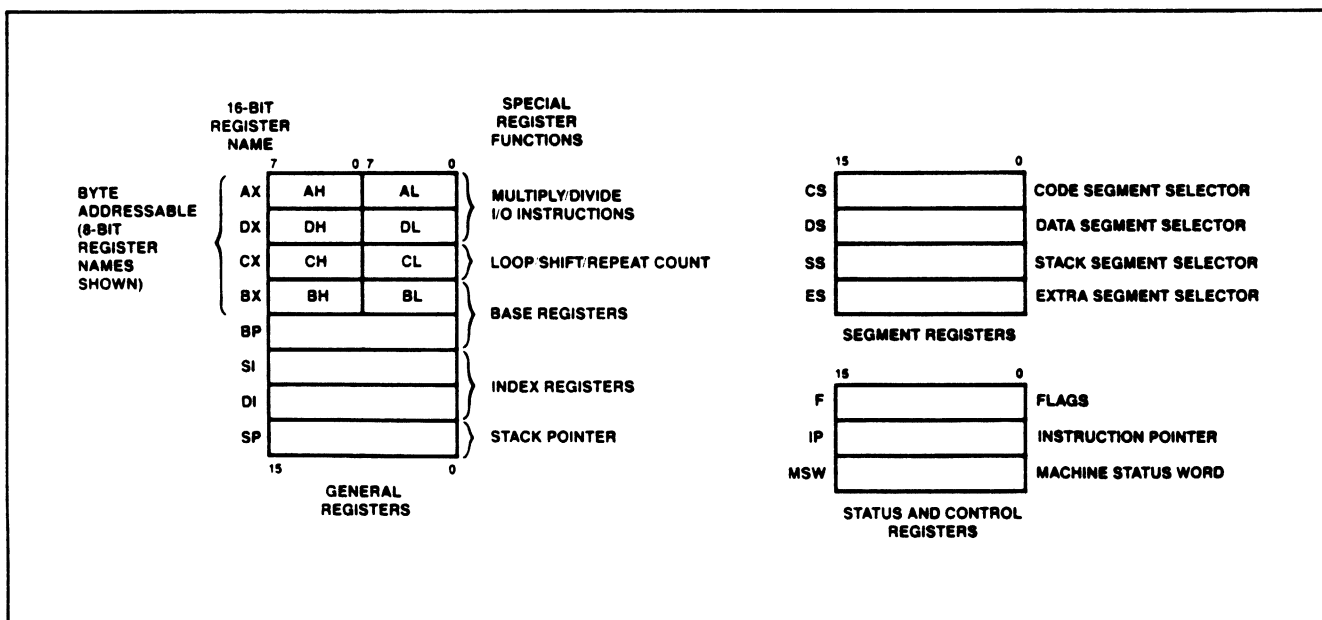 16-BIT
REGISTER
NAME
SPECIAL
REGISTER
FUNCTIONS
7 0 7 0
BYTE
ADDRESSABLE
(8-BIT
REGISTER
NAMES
SHOWN)
AX AH AL
DX DH DL
MULTIPLY/DIVIDE
I/O INSTRUCTIONS
CX CH CL LOOP/SHIFT/REPEAT COUNT
BX BH BL
BP
BASE REGISTERS
SI
DI
INDEX REGISTERS
SP STACK POINTER
15 0
GENERAL
REGISTERS
15 0
CS CODE SEGMENT SELECTOR
DS DATA SEGMENT SELECTOR
SS STACK SEGMENT SELECTOR
ES EXTRA SEGMENT SELECTOR
SEGMENT REGISTERS
15 0
F FLAGS
IP INSTRUCTION POINTER
MSW MACHINE STATUS WORD
STATUS AND CONTROL
REGISTERS